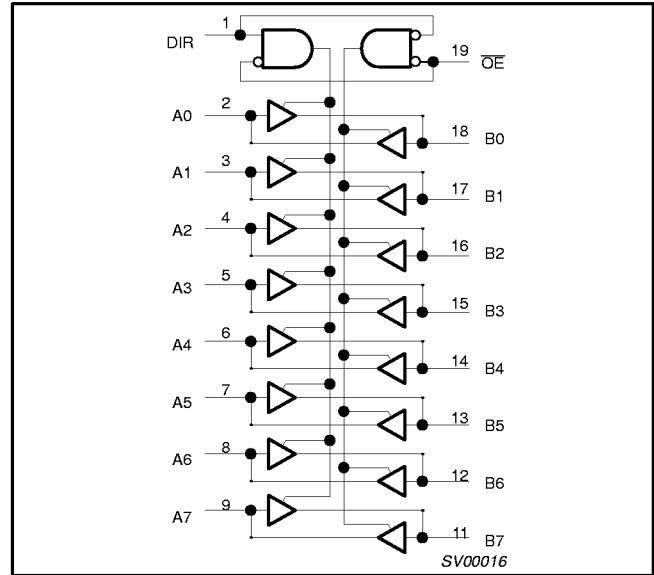 DIR 1
19 OE
A0 2
18 B0
A1 3
17 B1
A2 4
16 B2
A3 5
15 B3
A4 6
14 B4
A5 7
13 B5
A6 8
12 B6
A7 9
11 B7
SV00016